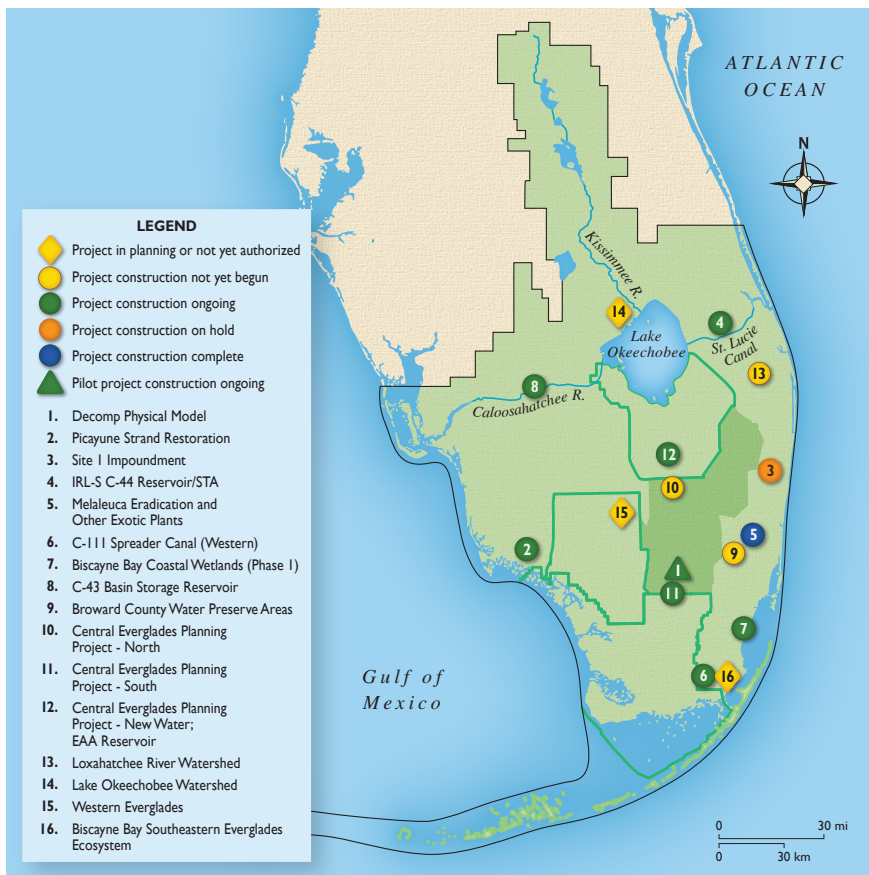 ATLANTIC
OCEAN
N
LEGEND
Project in planning or not yet authorized
Project construction not yet begun
Project construction ongoing
Project construction on hold
Project construction complete
Pilot project construction ongoing
1. Decomp Physical Model
2. Picayune Strand Restoration
3. Site 1 Impoundment
4. IRL-S C-44 Reservoir/STA
5. Melaleuca Eradication and
Other Exotic Plants
6. C-111 Spreader Canal (Western)
7. Biscayne Bay Coastal Wetlands (Phase 1)
8. C-43 Basin Storage Reservoir
9. Broward County Water Preserve Areas
10. Central Everglades Planning
Project - North
11. Central Everglades Planning
Project - South
12. Central Everglades Planning
Project - New Water;
EAA Reservoir
13. Loxahatchee River Watershed
14. Lake Okeechobee Watershed
15. Western Everglades
16. Biscayne Bay Southeastern Everglades
Ecosystem
Kissimmee R.
14
4
Lake
Okeechobee
St. Lucie
Canal
13
8
Caloosahatchee R.
12
3
10
15
5
2
9
1
11
7
6
16
Gulf of
Mexico
0 30 mi
0 30 km